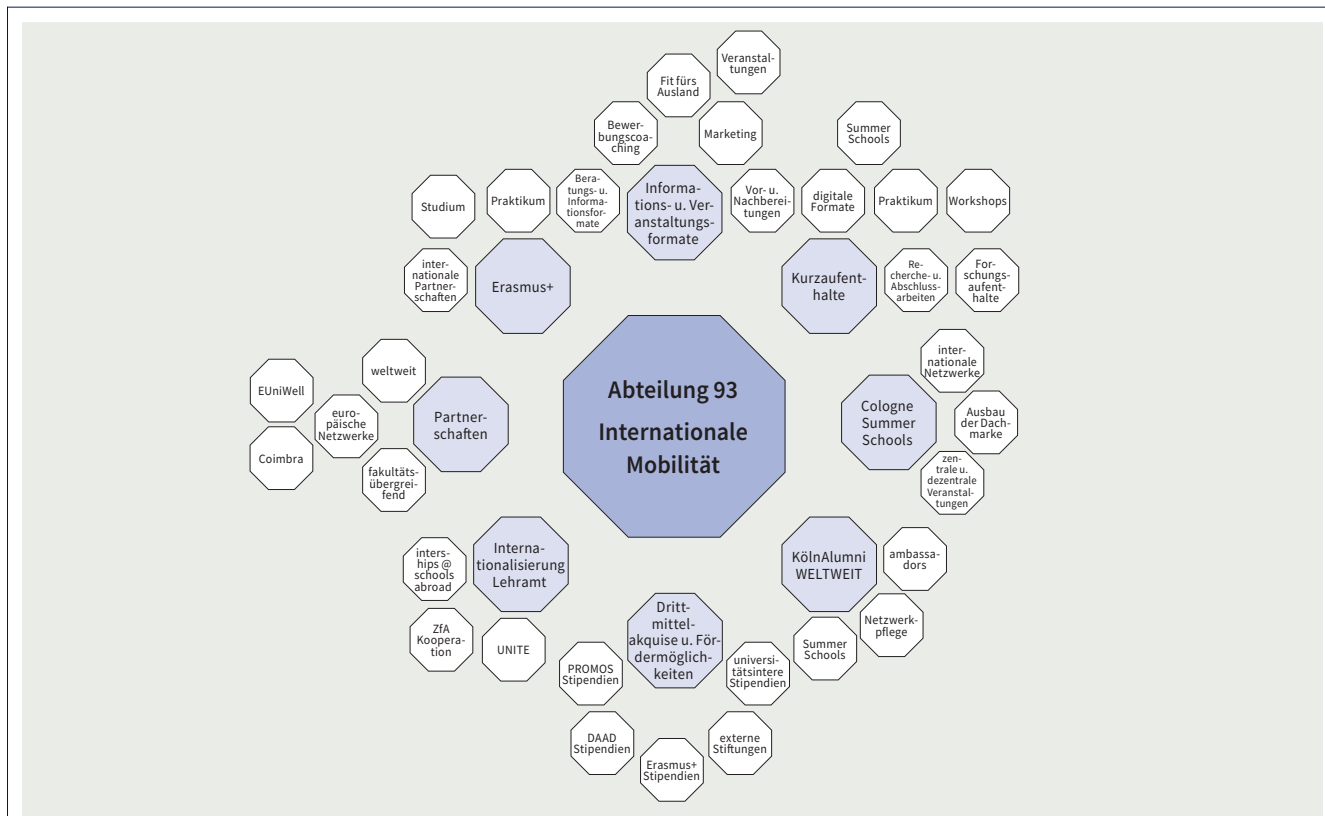 Veranstal-
tungen
Fit fürs
Ausland
Bewer-
bungscoa-
ching
Marketing
Summer
Schools
Studium
Praktikum
Bera-
tungs- u.
Informa-
tionsfor-
mate
Informa-
tions- u. Ver-
anstaltungs-
formate
Vor- u.
Nachberei-
tungen
digitale
Formate
Praktikum
Workshops
inter-
nationale
Partner-
schaften
Erasmus+
Kurzaufent-
halte
Re-
cherche- u.
Abschluss-
arbeiten
For-
schungs-
aufent-
halte
EUniWell
weltweit
euro-
päische
Netzwerke
Coimbra
fakultäts-
übergrei-
fend
Partner-
schaften
Abteilung 93
Internationale
Mobilität
Cologne
Summer
Schools
inter-
nationale
Netzwerke
Ausbau
der Dach-
marke
zen-
trale u.
dezentrale
Veranstal-
tungen
inters-
hips @
schools
abroad
Interna-
tionalisierung
Lehramt
ZfA
Koopera-
tion
UNITE
KölnAlumni
WELTWEIT
ambassa-
dors
Netzwerk-
pflege
Summer
Schools
Dritt-
mittel-
akquise u. För-
dermöglich-
keiten
PROMOS
Stipendien
universi-
tätsintere
Stipendien
DAAD
Stipendien
Erasmus+
Stipendien
externe
Stiftungen